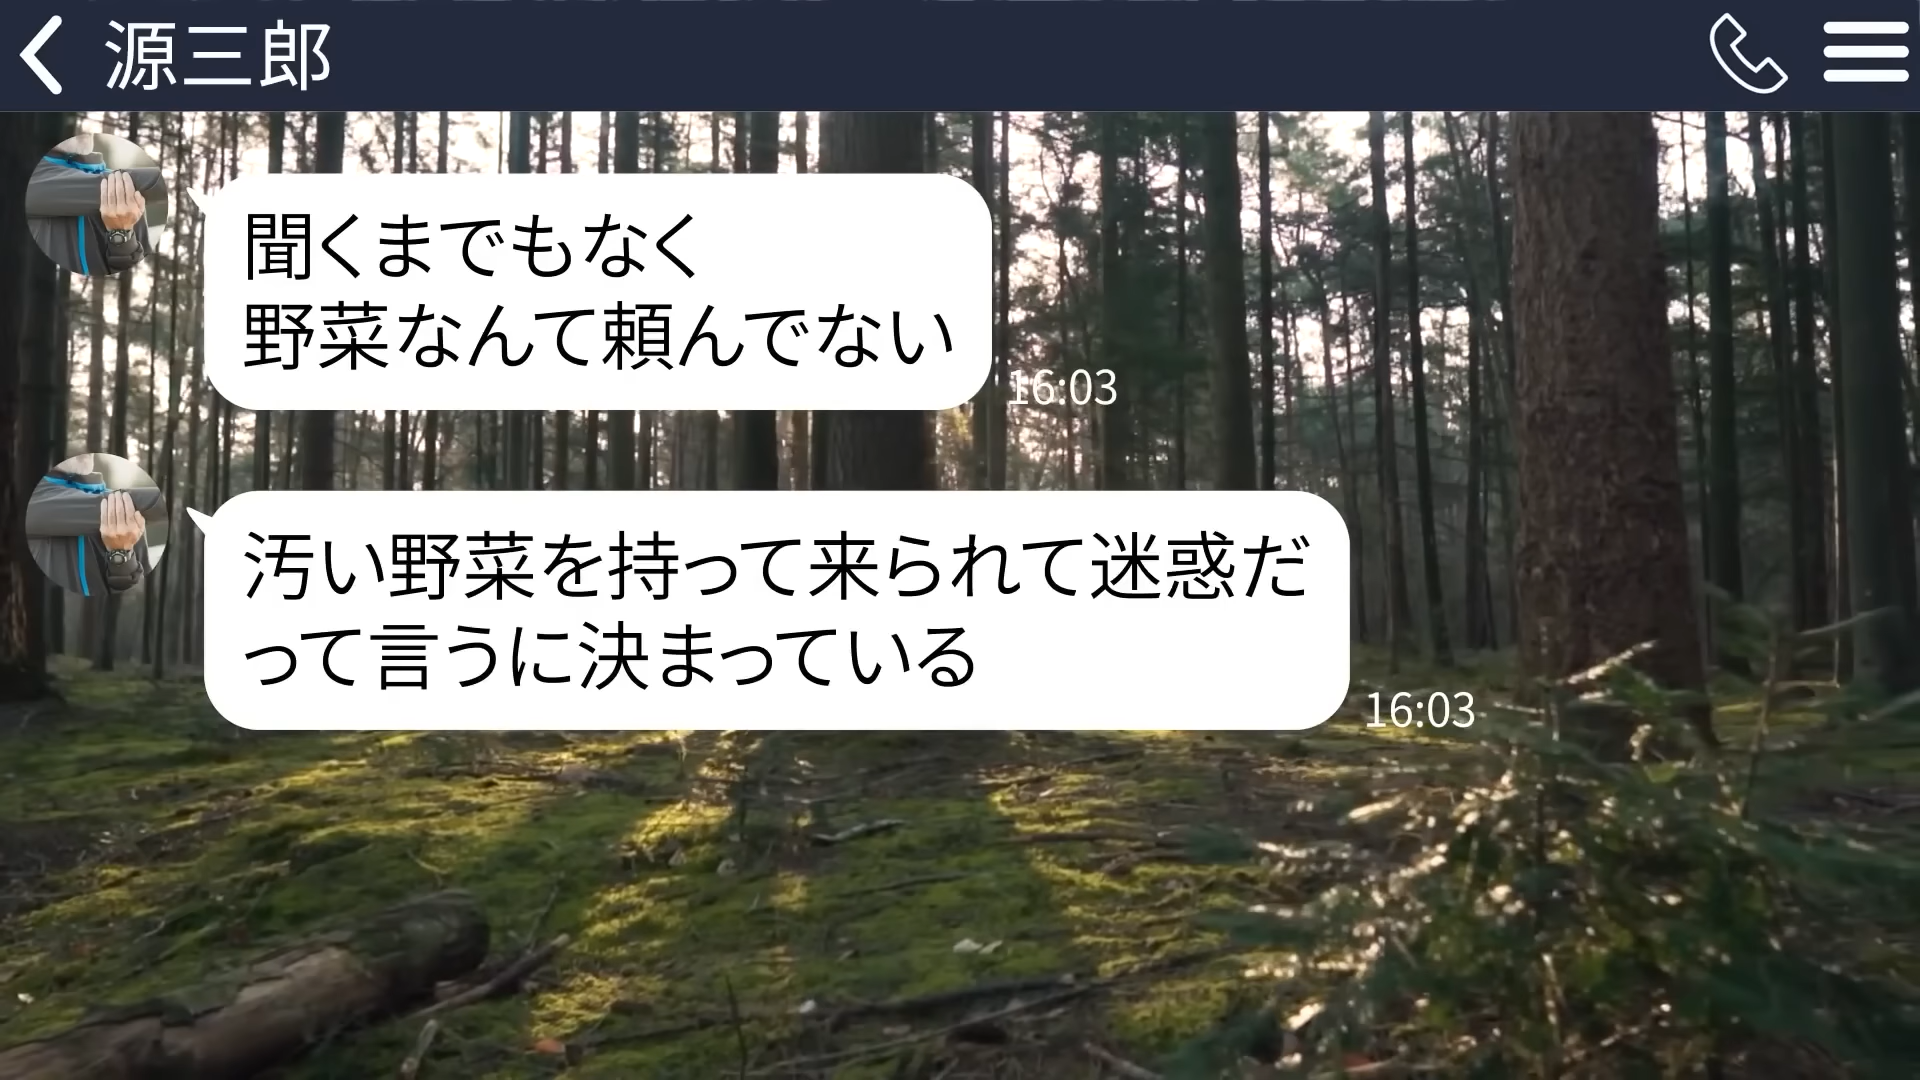 源三郎
聞くまでもなく
野菜なんて頼んでない
16:03
汚い野菜を持って来られて迷惑だ
って言うに決まっている
16:03